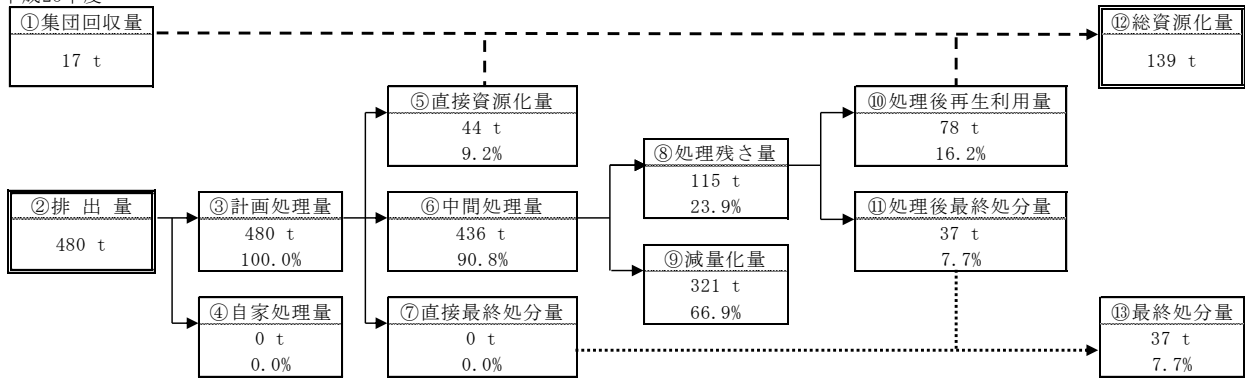 ①集団回収量
17 t
⑫総資源化量
139 t
⑤直接資源化量
44 t
9.2%
⑩処理後再生利用量
78 t
16.2%
⑧処理残さ量
115 t
23.9%
②排出量
480 t
③計画処理量
480 t
100.0%
⑥中間処理量
436 t
90.8%
⑪処理後最終処分量
37 t
7.7%
⑨減量化量
321 t
66.9%
④自家処理量
0 t
0.0%
⑦直接最終処分量
0 t
0.0%
⑬最終処分量
37 t
7.7%